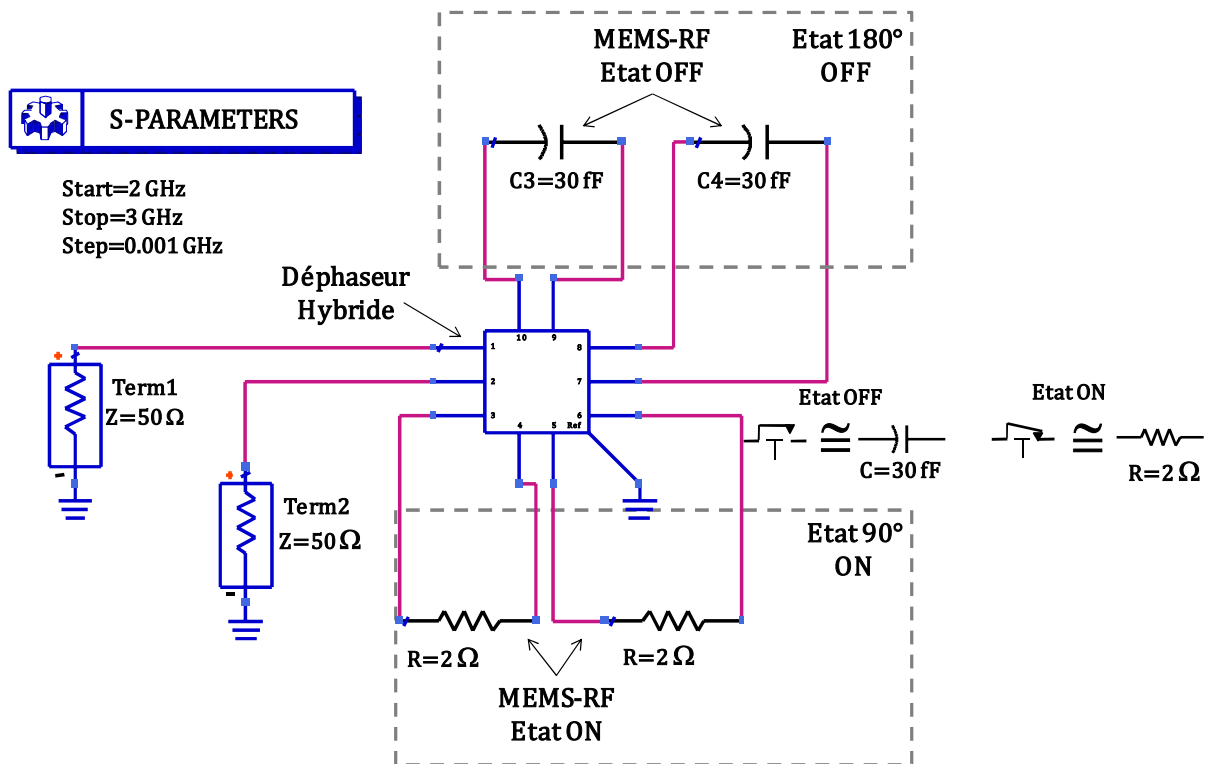 MEMS-RF
Etat OFF
Etat 180°
OFF
S-PARAMETERS
Start=2 GHz
Stop=3 GHz
Step=0.001 GHz
C3=30 fF
C4=30 fF
Déphaseur
Hybride
10
9
1
2
3
8
7
6
4
5
Ref
+
Term1
Z=50 Ω
-
+
Term2
Z=50 Ω
-
Etat OFF
≅
C=30 fF
Etat ON
≅
R=2 Ω
Etat 90°
ON
R=2 Ω
R=2 Ω
MEMS-RF
Etat ON